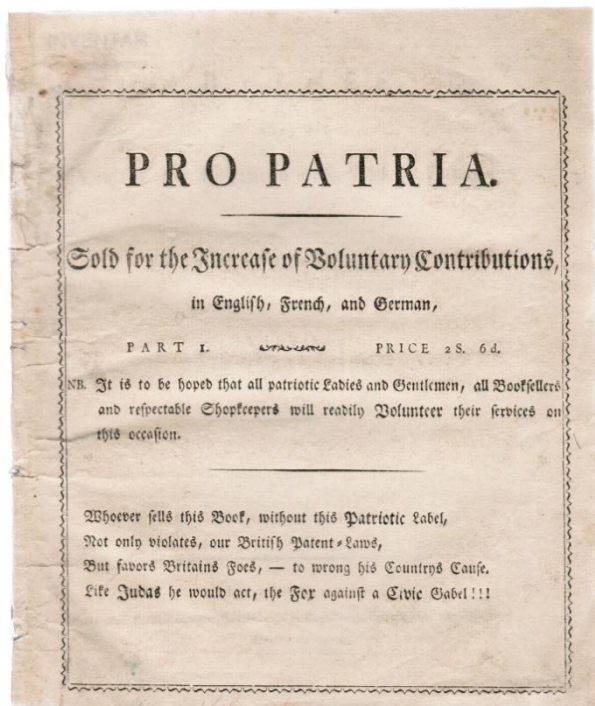 PRO PATRIA.
Sold for the Increase of Voluntary Contributions,
in English, French, and German,
PART I. PRICE 2S. 6d.
NB. It is to be hoped that all patriotic Ladies and Gentlemen, all Booksellers
and respectable Shopkeepers will readily Volunteer their services on
this occasion.
Whoever sells this Book, without this Patriotic Label,
Not only violates, our British Patent-Laws,
But favors Britains Foes, — to wrong his Countrys Cause.
Like Judas he would act, the Fox against a Civic Gabel!!!